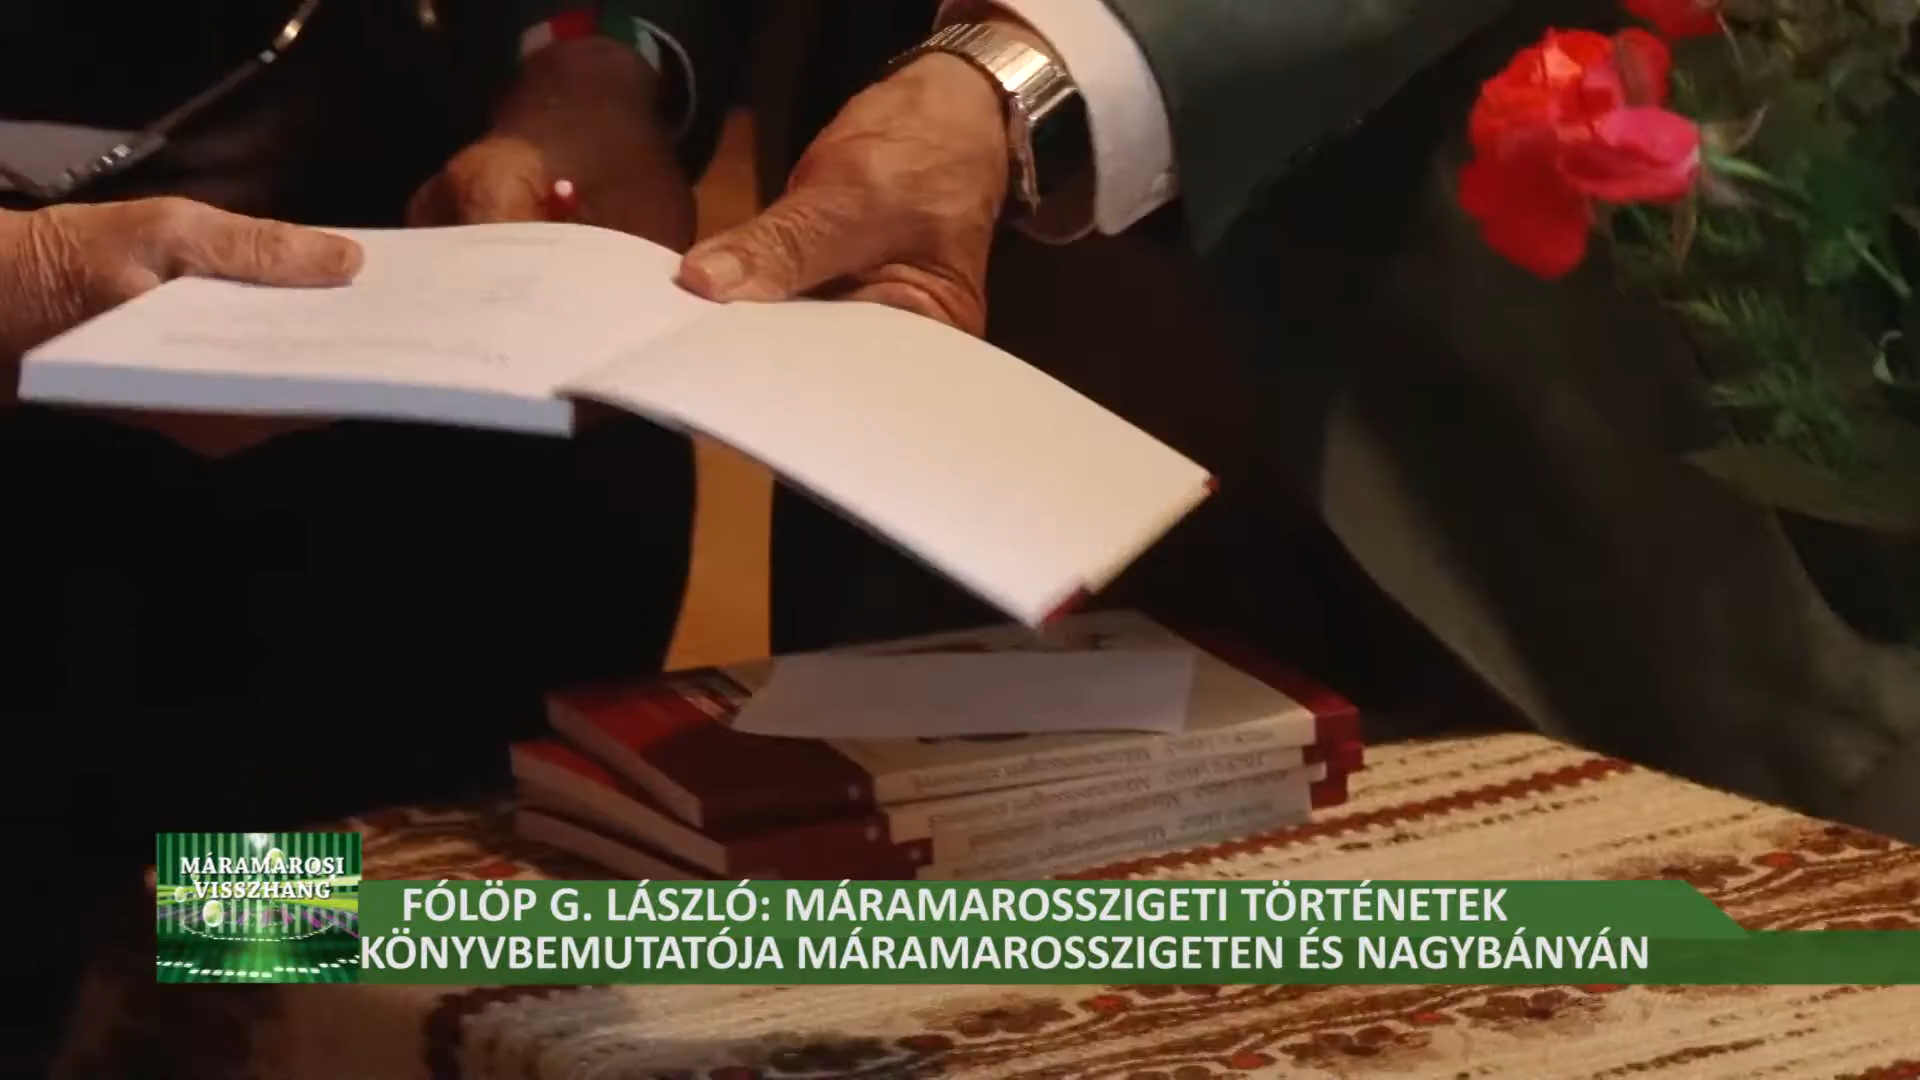 MÁRAMAROSI
VISSZHANG
FÓLÖP G. LÁSZLÓ: MÁRAMAROSSZIGETI TÖRTÉNETEK
KÖNYVBEMUTATÓJA MÁRAMAROSSZIGETEN ÉS NAGYBÁNYÁN